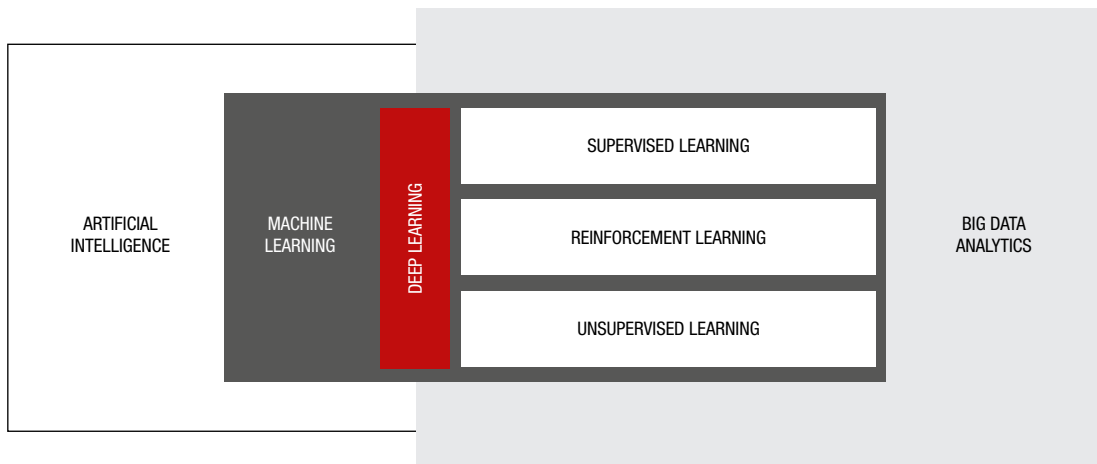 ARTIFICIAL
INTELLIGENCE
MACHINE
LEARNING
DEEP LEARNING
SUPERVISED LEARNING
REINFORCEMENT LEARNING
UNSUPERVISED LEARNING
BIG DATA
ANALYTICS